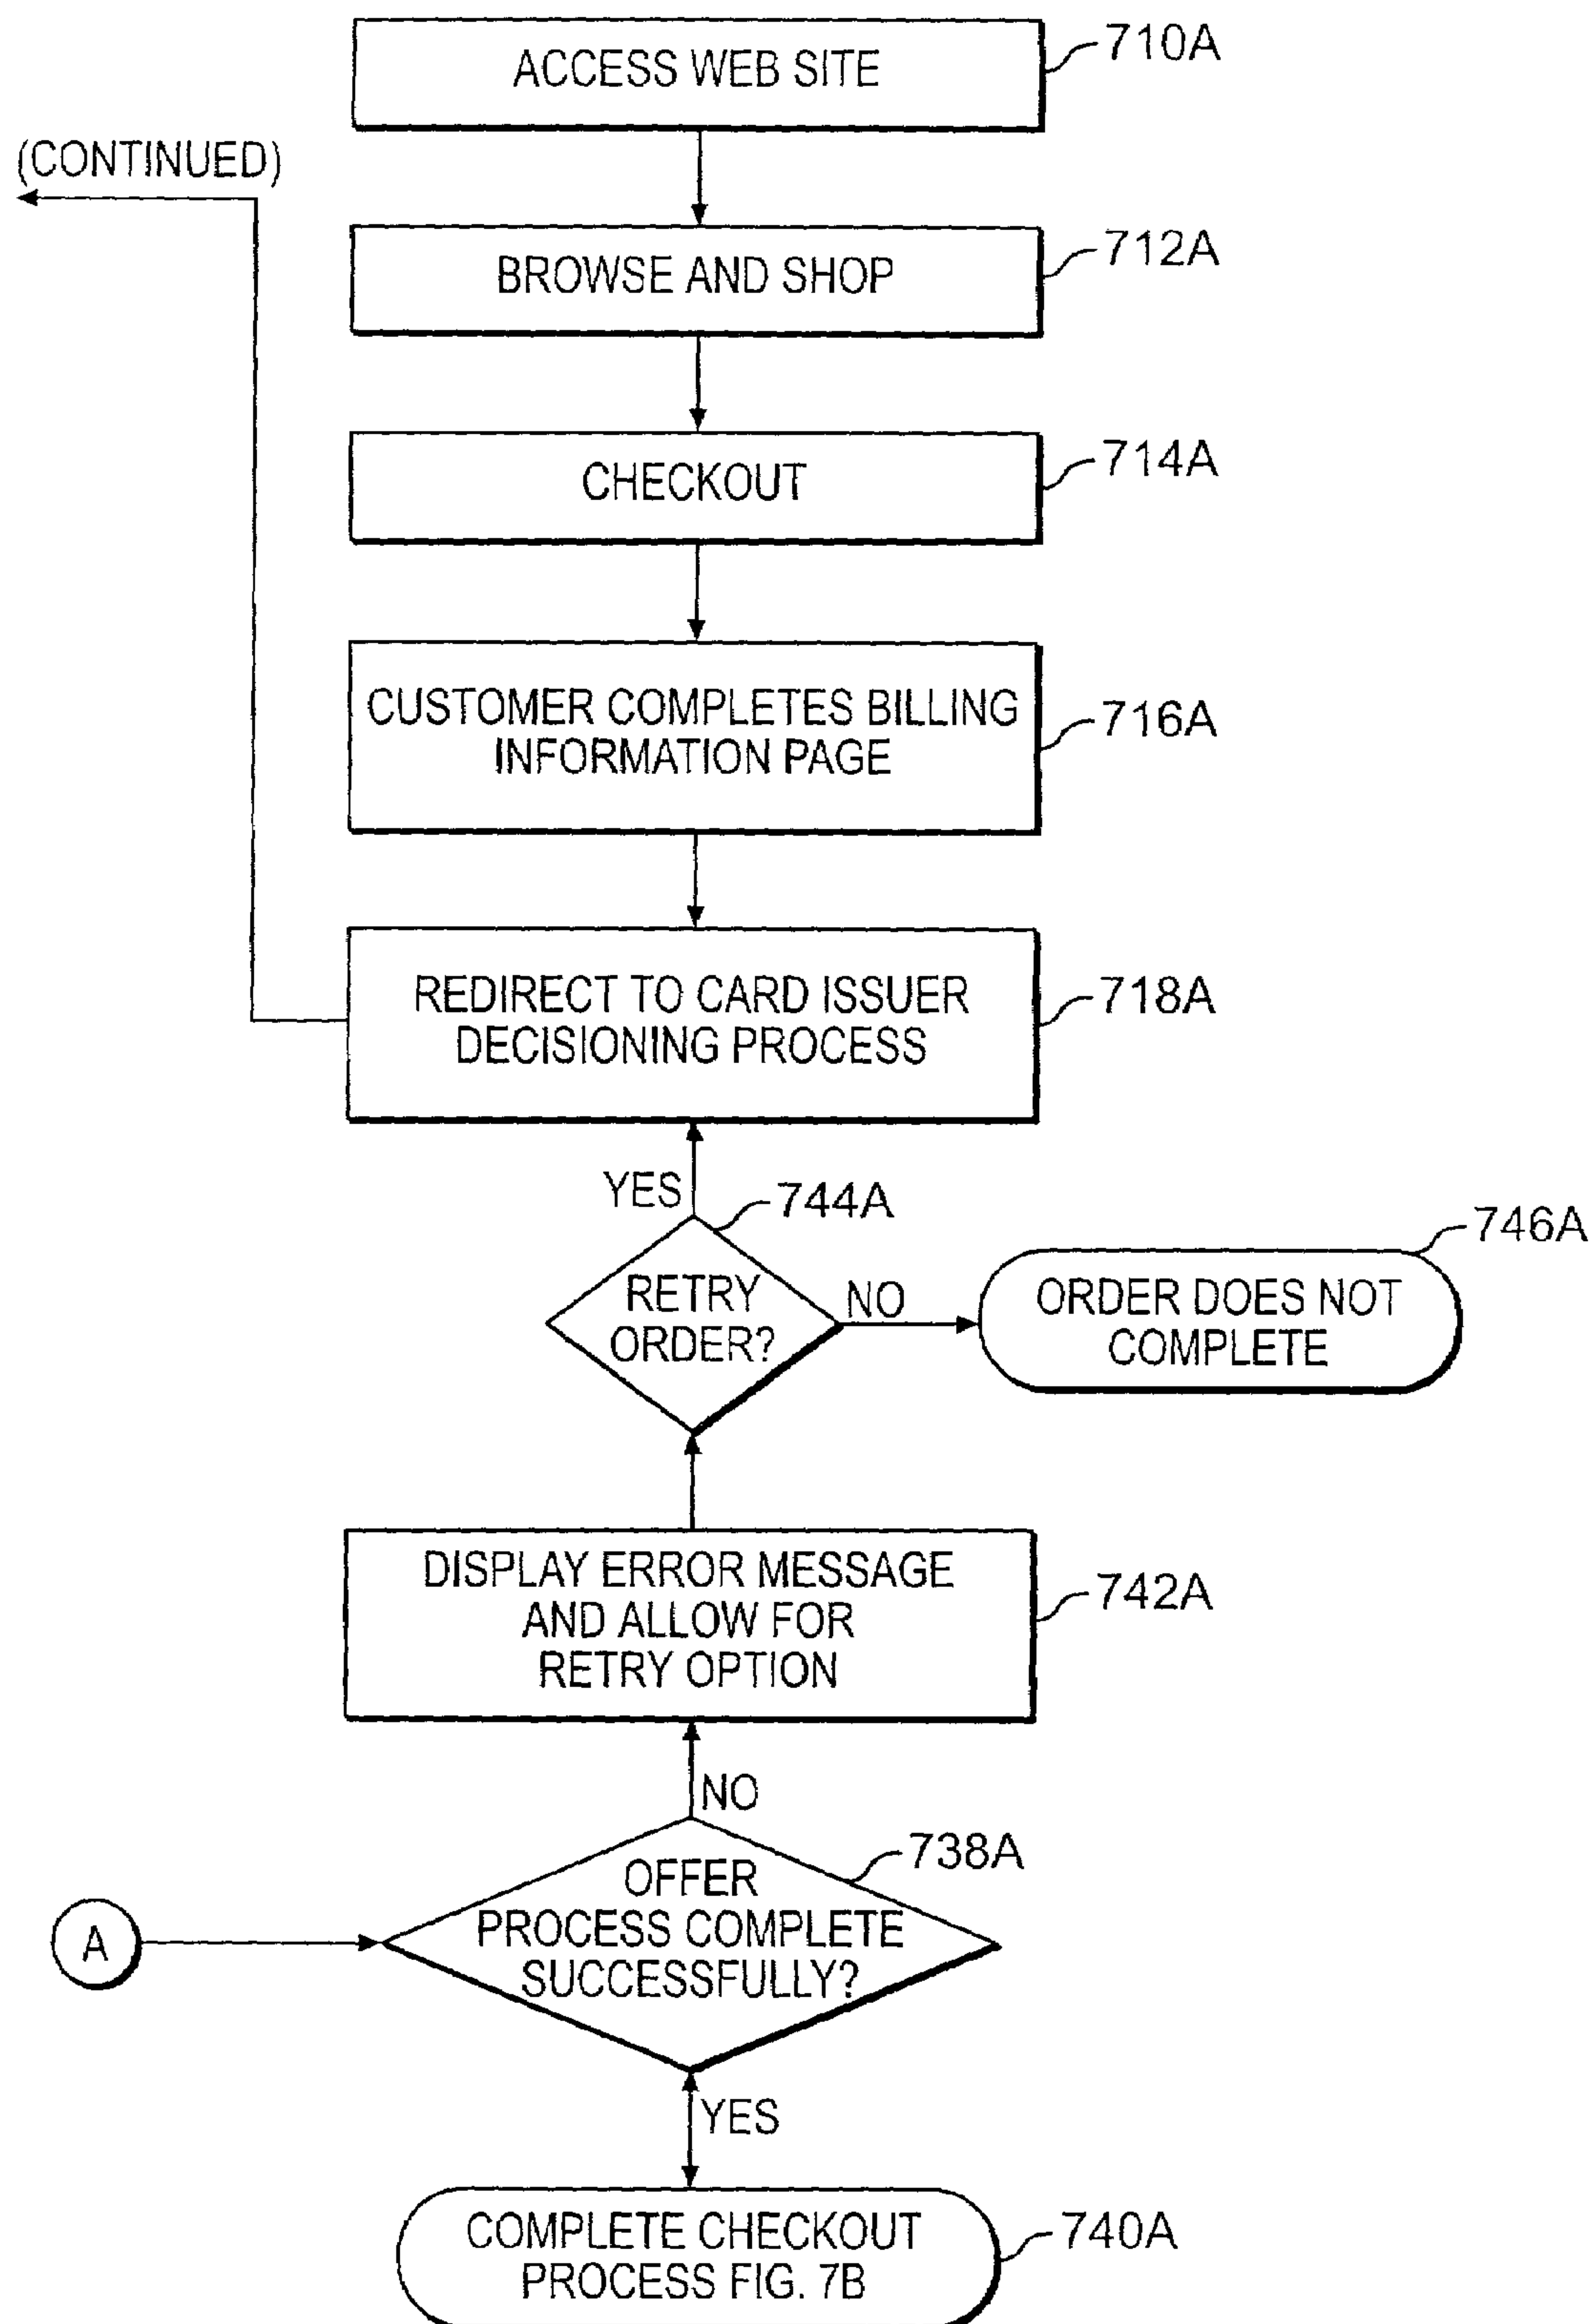 ACCESS WEB SITE
710A
(CONTINUED)
BROWSE AND SHOP
712A
CHECKOUT
714A
CUSTOMER COMPLETES BILLING
INFORMATION PAGE
716A
REDIRECT TO CARD ISSUER
DECISIONING PROCESS
718A
YES
744A
RETRY
ORDER?
NO
746A
ORDER DOES NOT
COMPLETE
DISPLAY ERROR MESSAGE
AND ALLOW FOR
RETRY OPTION
742A
NO
738A
OFFER
PROCESS COMPLETE
SUCCESSFULLY?
A
YES
COMPLETE CHECKOUT
PROCESS FIG. 7B
740A